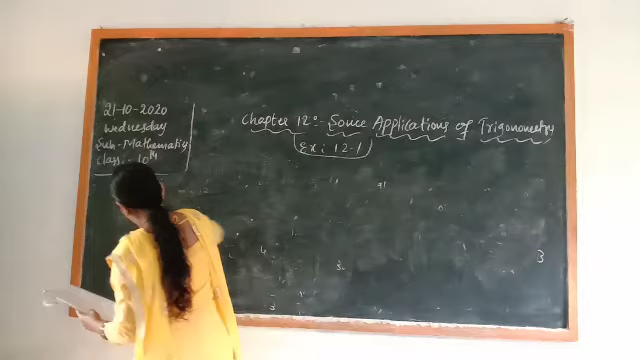 21-10-2020
Wednesday
Sub:- Mathematics
Class:- 10th
Chapter 12:- Some Applications of Trigonometry
Ex: 12.1